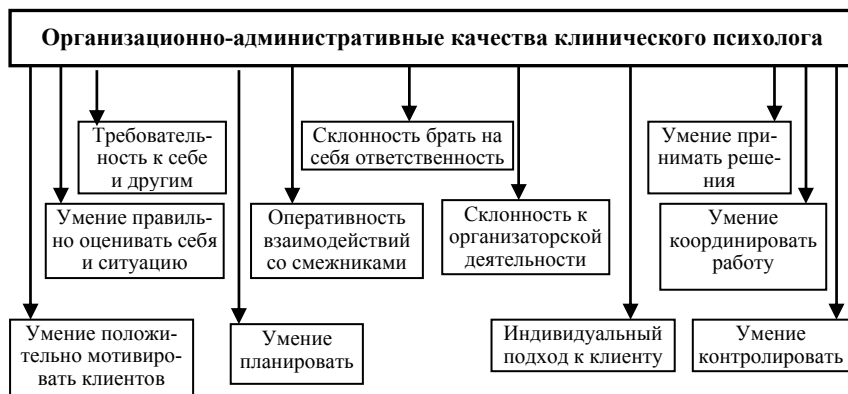 Организационно-административные качества клинического психолога
Требователь-
ность к себе
и другим
Склонность брать на
себя ответственность
Умение при-
нимать реше-
ния
Умение правиль-
но оценивать себя
и ситуацию
Оперативность
взаимодействий
со смежниками
Склонность к
организаторской
деятельности
Умение
координировать
работу
Умение положи-
тельно мотивиро-
вать клиентов
Умение
планировать
Индивидуальный
подход к клиенту
Умение
контролировать